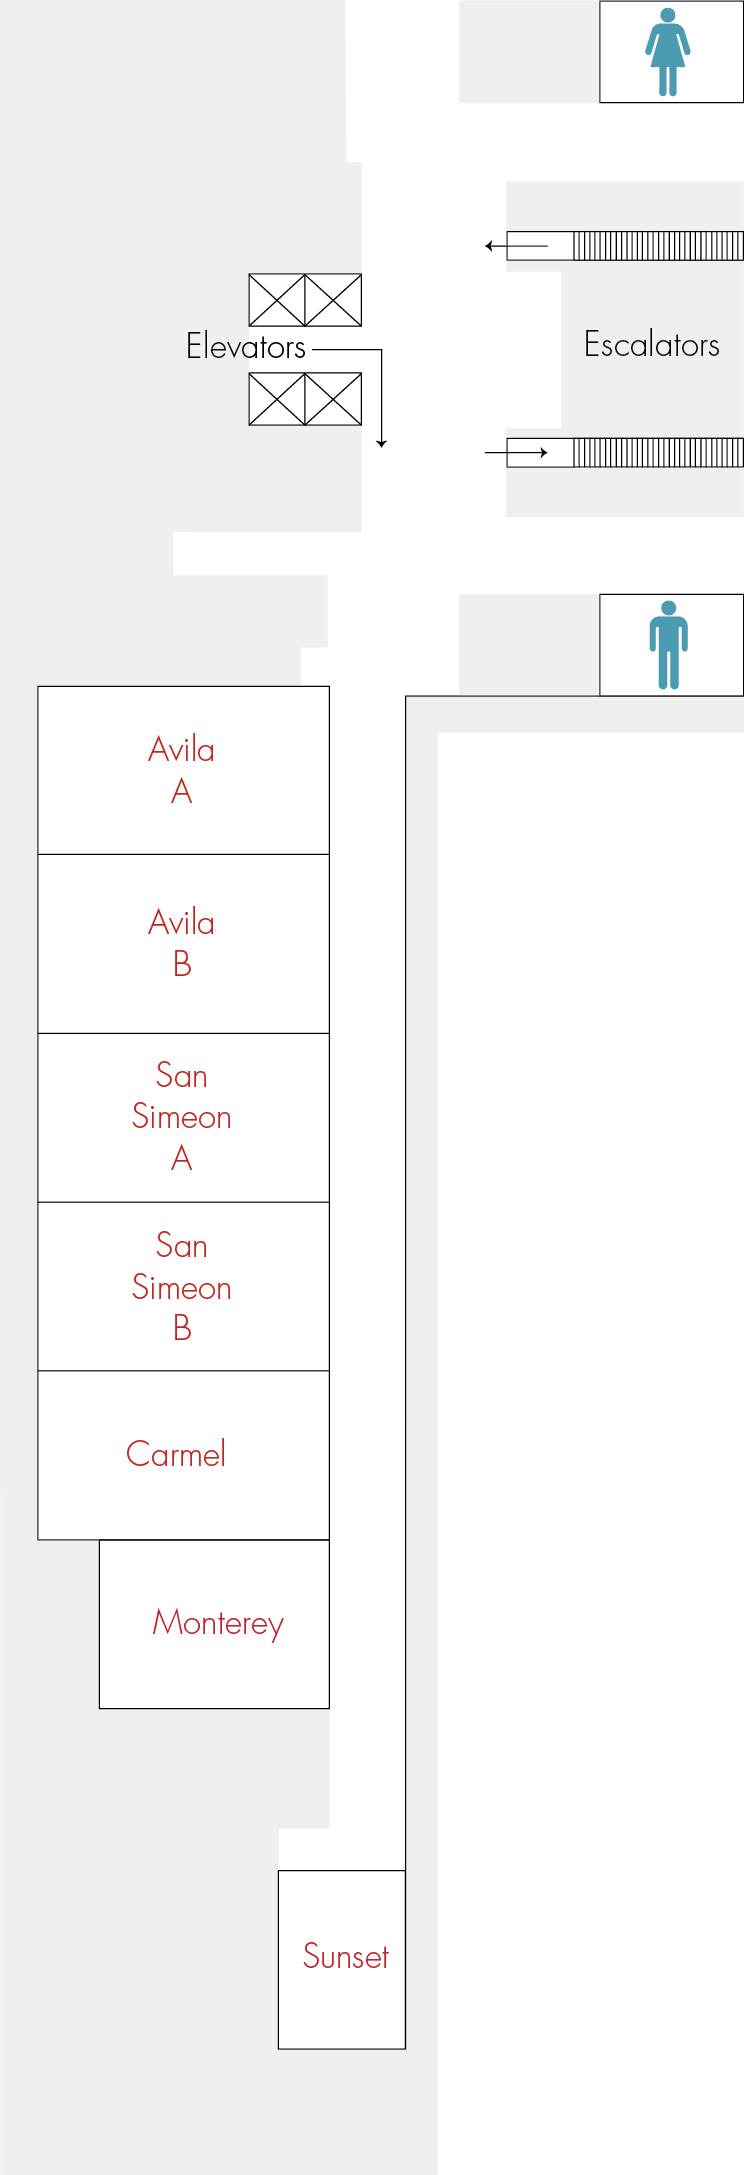 Elevators
Escalators
Avila
A
Avila
B
San
Simeon
A
San
Simeon
B
Carmel
Monterey
Sunset